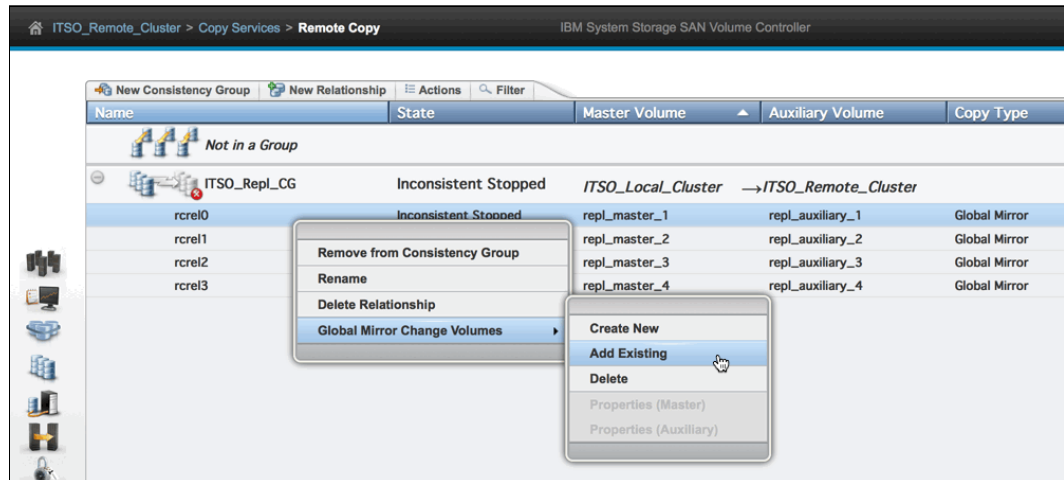 ITSO_Remote_Cluster > Copy Services > Remote Copy IBM System Storage SAN Volume Controller
New Consistency Group New Relationship Actions Filter
Name State Master Volume Auxiliary Volume Copy Type
Not in a Group
ITSO_Repl_CG Inconsistent Stopped ITSO_Local_Cluster →ITSO_Remote_Cluster
rcrel0 Inconsistent Stopped repl_master_1 repl_auxiliary_1 Global Mirror
rcrel1 repl_master_2 repl_auxiliary_2 Global Mirror
rcrel2 repl_master_3 repl_auxiliary_3 Global Mirror
rcrel3 repl_master_4 repl_auxiliary_4 Global Mirror
Remove from Consistency Group
Rename
Delete Relationship
Global Mirror Change Volumes
Create New
Add Existing
Delete
Properties (Master)
Properties (Auxiliary)